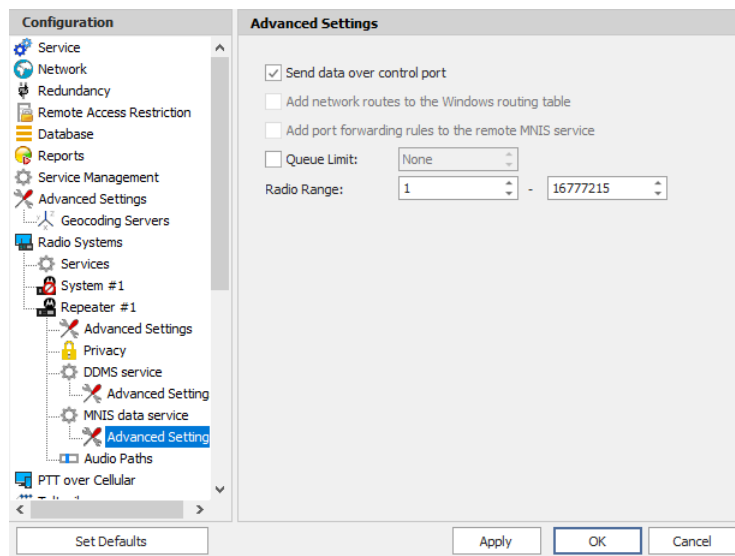 Configuration
Service
Network
Redundancy
Remote Access Restriction
Database
Reports
Service Management
Advanced Settings
Geocoding Servers
Radio Systems
Services
System #1
Repeater #1
Advanced Settings
Privacy
DDMS service
Advanced Setting
MNIS data service
Advanced Setting
Audio Paths
PTT over Cellular
Set Defaults
Advanced Settings
Send data over control port
Add network routes to the Windows routing table
Add port forwarding rules to the remote MNIS service
Queue Limit: None
Radio Range: 1 - 16777215
Apply OK Cancel